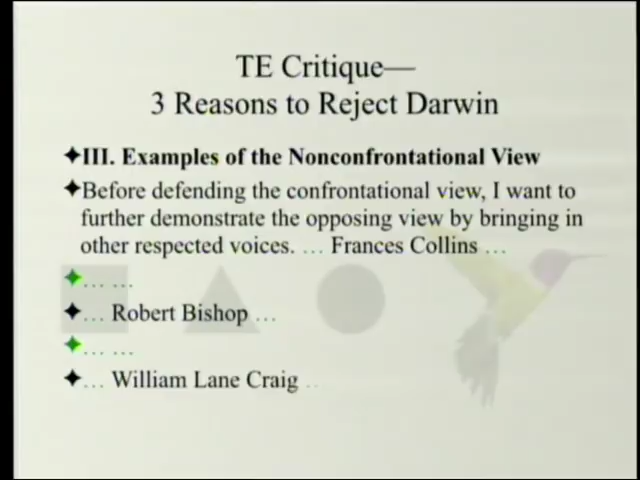 TE Critique—
3 Reasons to Reject Darwin
✦III. Examples of the Nonconfrontational View
✦Before defending the confrontational view, I want to
further demonstrate the opposing view by bringing in
other respected voices. … Frances Collins …
✦… …
✦… Robert Bishop …
✦… …
✦… William Lane Craig ..